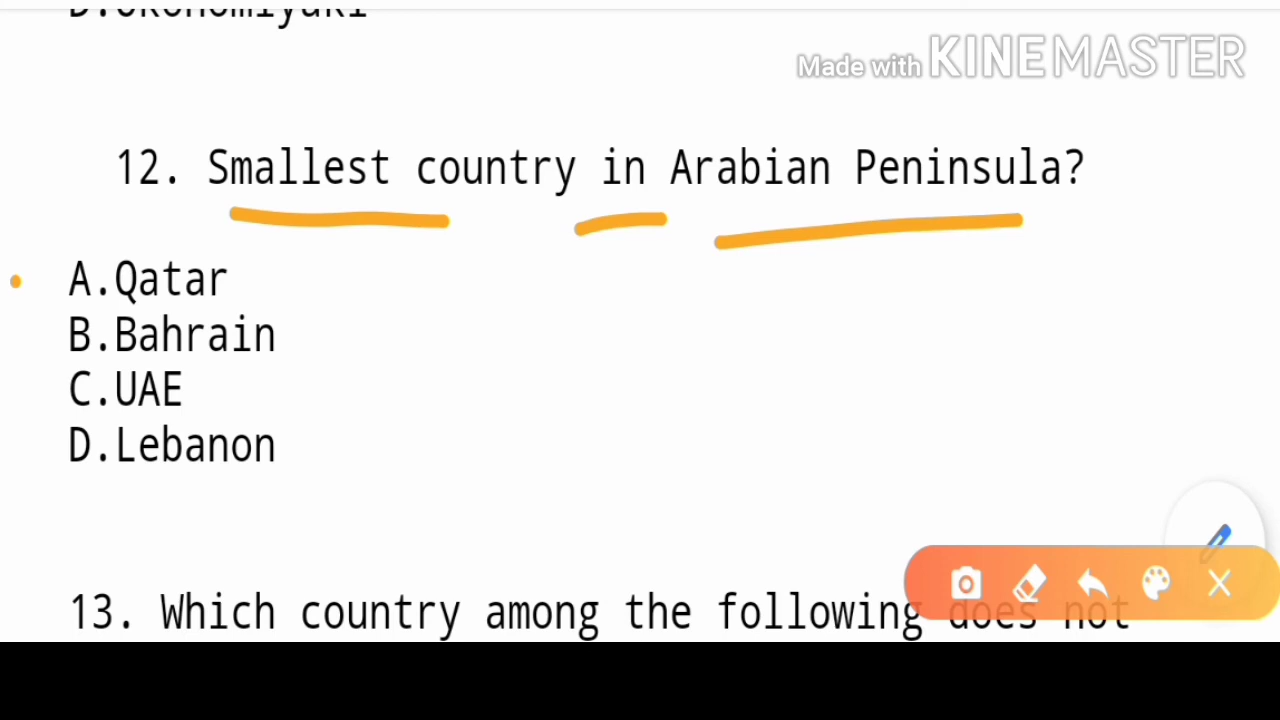 D.Okonomiyaki
Made with KINEMASTER
12. Smallest country in Arabian Peninsula?
A.Qatar
B.Bahrain
C.UAE
D.Lebanon
13. Which country among the following does not